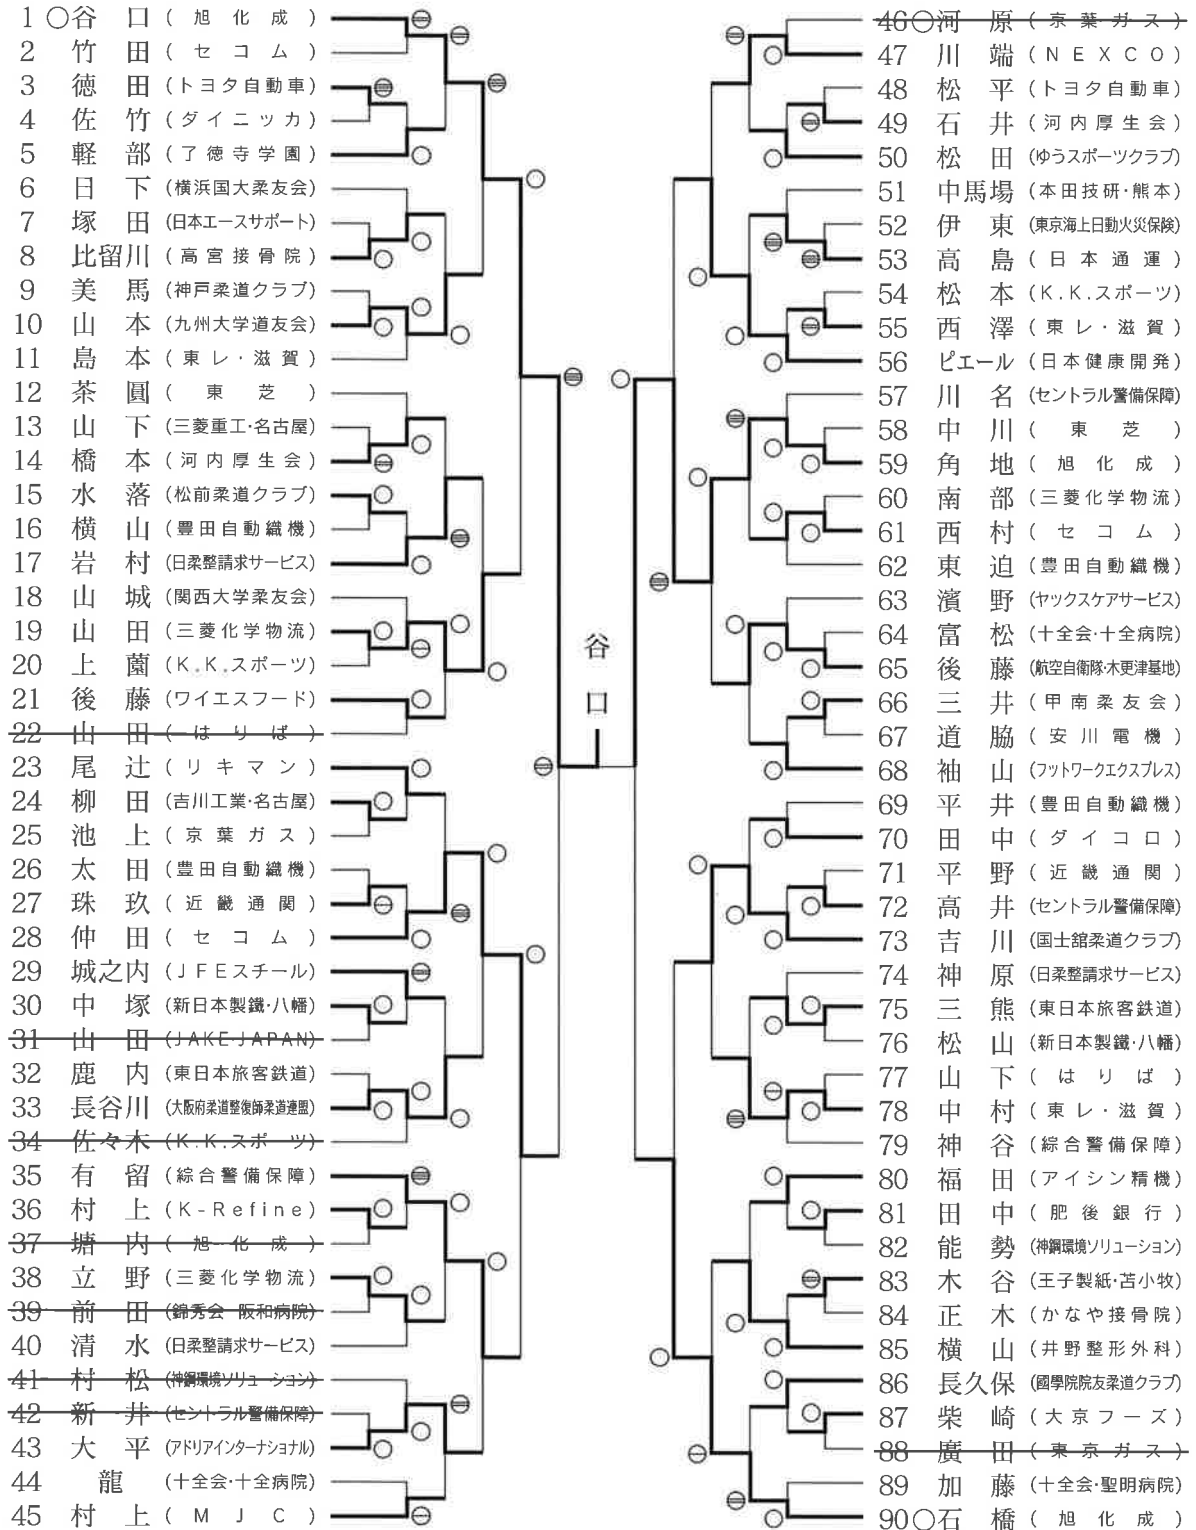 1 ○谷口（旭化成）
2 竹田（セコム）
3 徳田（トヨタ自動車）
4 佐竹（ダイニッカ）
5 軽部（了徳寺学園）
6 日下（横浜国大柔友会）
7 塚田（日本エースサポート）
8 比留川（高宮接骨院）
9 美馬（神戸柔道クラブ）
10 山本（九州大学道友会）
11 島本（東レ・滋賀）
12 茶圓（東芝）
13 山下（三菱重工・名古屋）
14 橋本（河内厚生会）
15 水落（松前柔道クラブ）
16 横山（豊田自動織機）
17 岩村（日柔整請求サービス）
18 山城（関西大学柔友会）
19 山田（三菱化学物流）
20 上薗（K.K.スポーツ）
21 後藤（ワイエスフード）
22 山田（はりば）
23 尾辻（リキマン）
24 柳田（吉川工業・名古屋）
25 池上（京葉ガス）
26 太田（豊田自動織機）
27 珠玖（近畿通関）
28 仲田（セコム）
29 城之内（JFEスチール）
30 中塚（新日本製鐵・八幡）
31 山田（JAKE JAPAN）
32 鹿内（東日本旅客鉄道）
33 長谷川（大阪府柔道整復師柔道連盟）
34 佐々木（K.K.スポーツ）
35 有留（綜合警備保障）
36 村上（K-Refine）
37 塘内（旭化成）
38 立野（三菱化学物流）
39 前田（錦秀会 阪和病院）
40 清水（日柔整請求サービス）
41 村松（神鋼環境ソリューション）
42 新井（セントラル警備保障）
43 大平（アドリアインターナショナル）
44 龍（十全会・十全病院）
45 村上（MJC）
谷口
46 ○河原（京葉ガス）
47 川端（NEXCO）
48 松平（トヨタ自動車）
49 石井（河内厚生会）
50 松田（ゆうスポーツクラブ）
51 中馬場（本田技研・熊本）
52 伊東（東京海上日動火災保険）
53 高島（日本通運）
54 松本（K.K.スポーツ）
55 西澤（東レ・滋賀）
56 ピエール（日本健康開発）
57 川名（セントラル警備保障）
58 中川（東芝）
59 角地（旭化成）
60 南部（三菱化学物流）
61 西村（セコム）
62 東迫（豊田自動織機）
63 濱野（ヤックスケアサービス）
64 富松（十全会・十全病院）
65 後藤（航空自衛隊・木更津基地）
66 三井（甲南柔友会）
67 道脇（安川電機）
68 袖山（フットワークエクスプレス）
69 平井（豊田自動織機）
70 田中（ダイコロ）
71 平野（近畿通関）
72 高井（セントラル警備保障）
73 吉川（国士舘柔道クラブ）
74 神原（日柔整請求サービス）
75 三熊（東日本旅客鉄道）
76 松山（新日本製鐵・八幡）
77 山下（はりば）
78 中村（東レ・滋賀）
79 神谷（綜合警備保障）
80 福田（アイシン精機）
81 田中（肥後銀行）
82 能勢（神鋼環境ソリューション）
83 木谷（王子製紙・苫小牧）
84 正木（かなや接骨院）
85 横山（井野整形外科）
86 長久保（國學院院友柔道クラブ）
87 柴崎（大京フーズ）
88 廣田（東京ガス）
89 加藤（十全会・聖明病院）
90 ○石橋（旭化成）